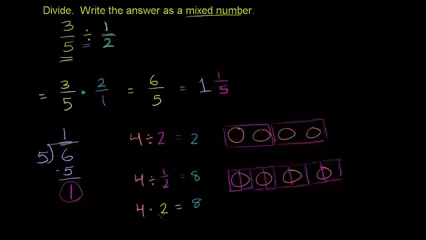 Divide. Write the answer as a mixed number.
3/5 ÷ 1/2
= 3/5 · 2/1 = 6/5 = 1 1/5
1
5)6
-5
1
4÷2 = 2
4÷1/2 = 8
4·2 = 8